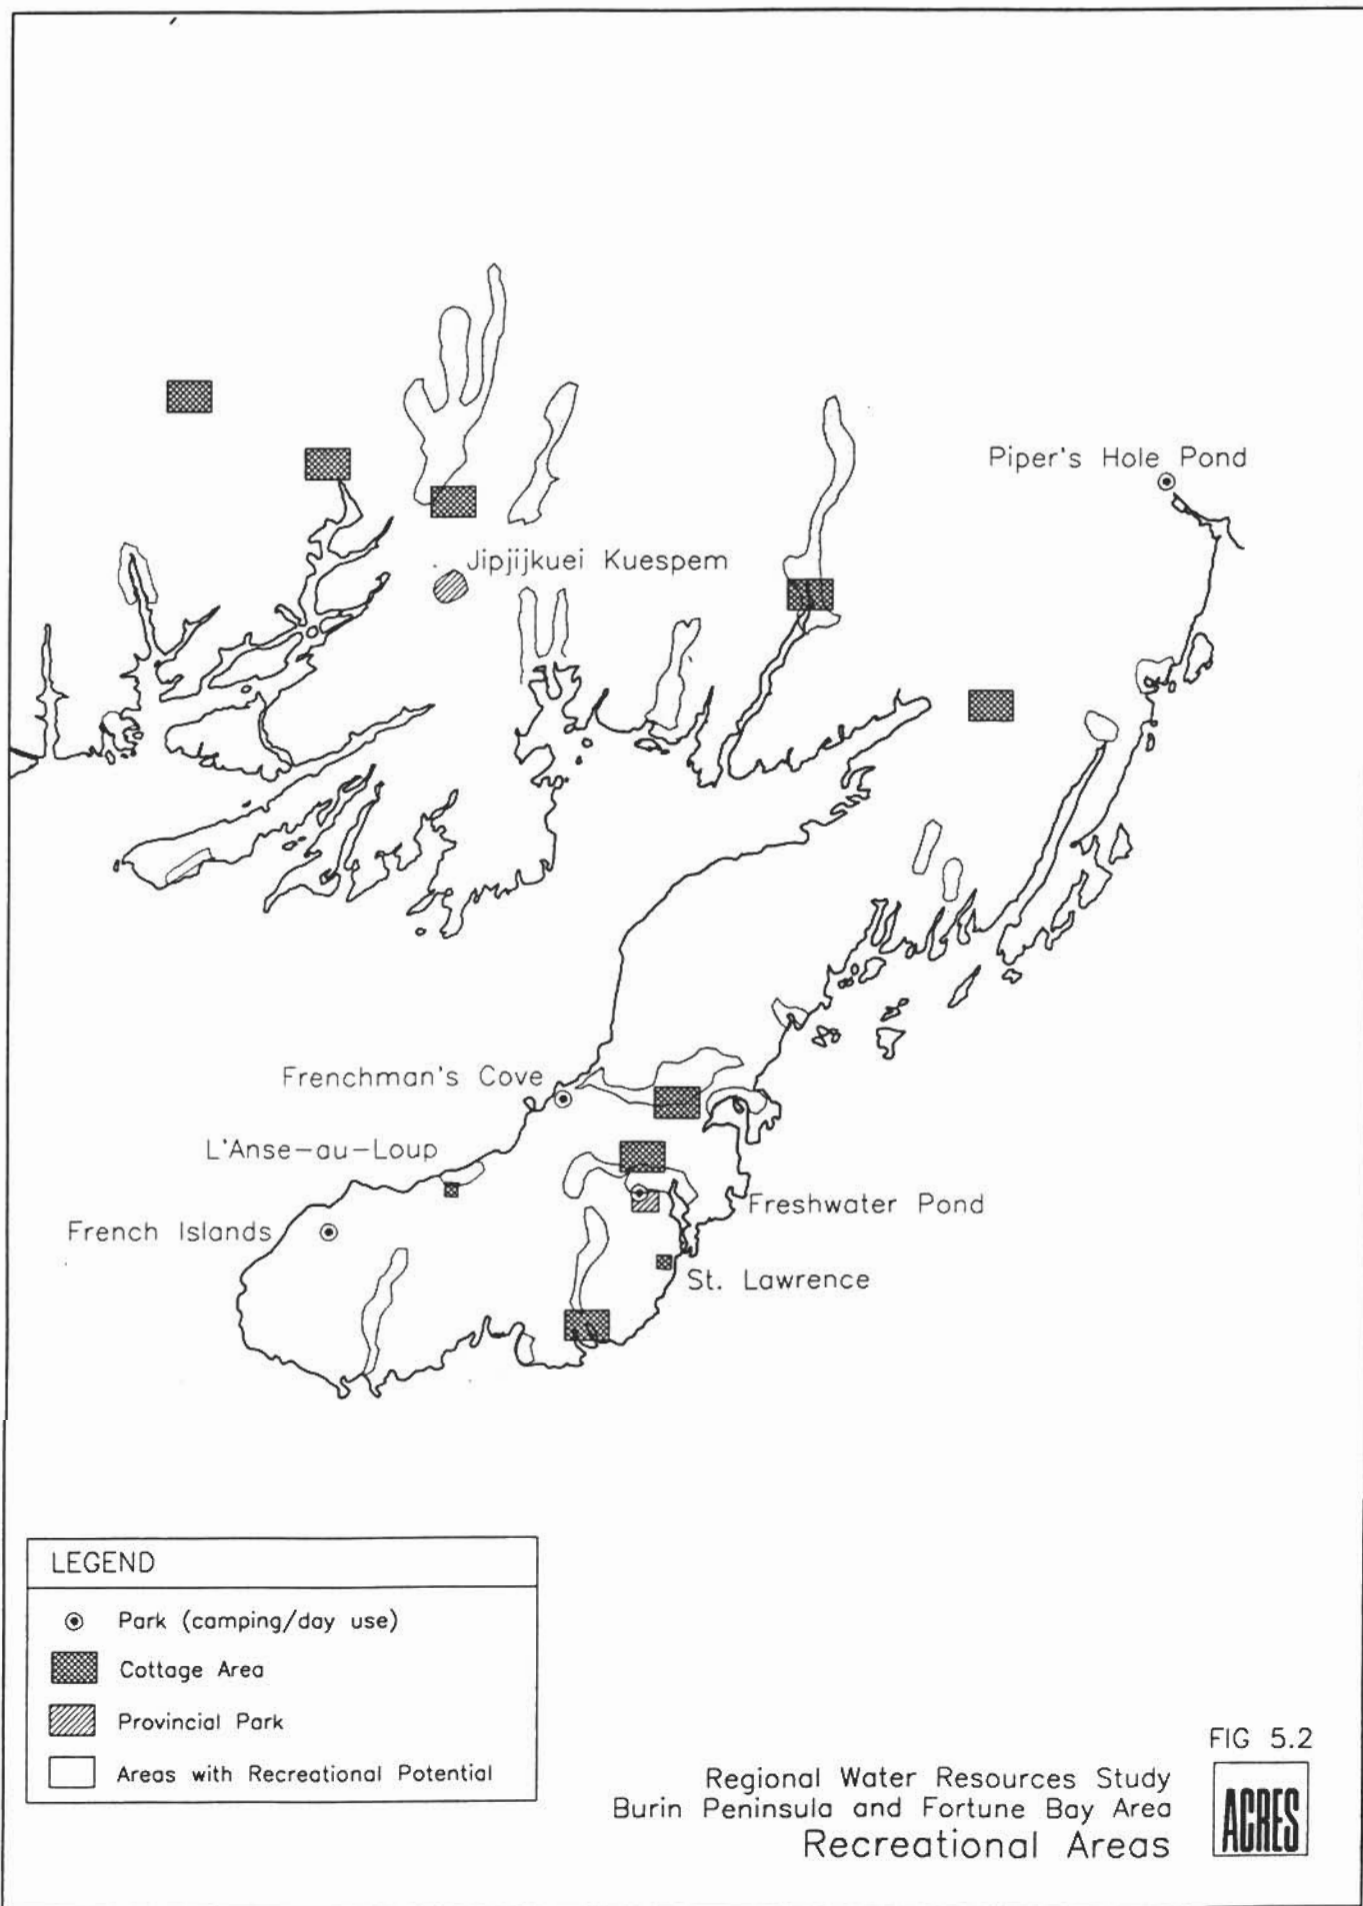 Piper's Hole Pond
Jipjijkuei Kuespem
Frenchman's Cove
L'Anse-au-Loup
Freshwater Pond
French Islands
St. Lawrence
LEGEND
Park (camping/day use)
Cottage Area
Provincial Park
Areas with Recreational Potential
FIG 5.2
Regional Water Resources Study
Burin Peninsula and Fortune Bay Area
Recreational Areas
ACRES